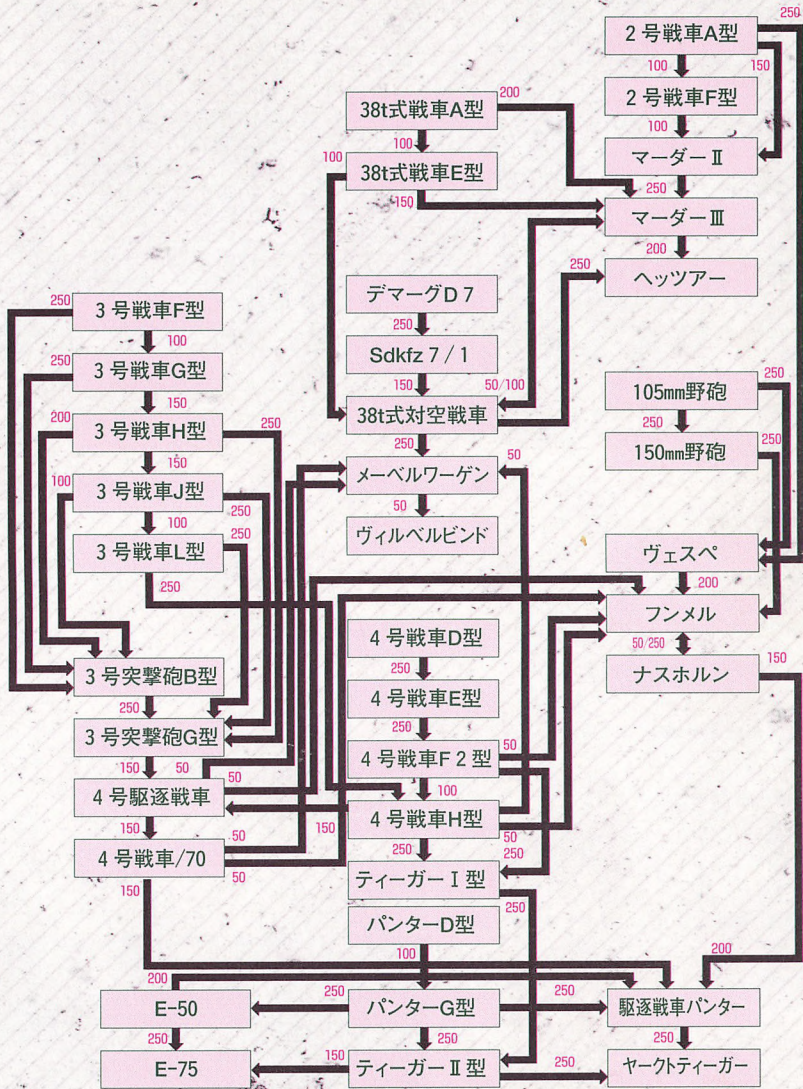 250
2号戦車A型
100
150
2号戦車F型
100
マーダーⅡ
250
マーダーⅢ
200
ヘッツアー
38t式戦車A型
200
100
100
38t式戦車E型
150
デマーグD7
250
Sdkfz 7/1
150
50/100
250
38t式対空戦車
250
メーベルワーゲン
50
50
ヴィルベルビンド
250
3号戦車F型
100
250
3号戦車G型
150
200
3号戦車H型
250
150
100
3号戦車J型
250
100
3号戦車L型
250
250
3号突撃砲B型
250
3号突撃砲G型
150
50
4号駆逐戦車
50
150
150
4号戦車/70
50
50
150
105mm野砲
250
250
150mm野砲
250
ヴェスペ
200
フンメル
50/250
ナスホルン
150
4号戦車D型
250
4号戦車E型
250
4号戦車F2型
50
100
4号戦車H型
50
250
250
ティーガーⅠ型
250
パンターD型
100
200
200
E-50
250
パンターG型
250
駆逐戦車パンター
250
250
250
E-75
150
ティーガーⅡ型
250
ヤークトティーガー